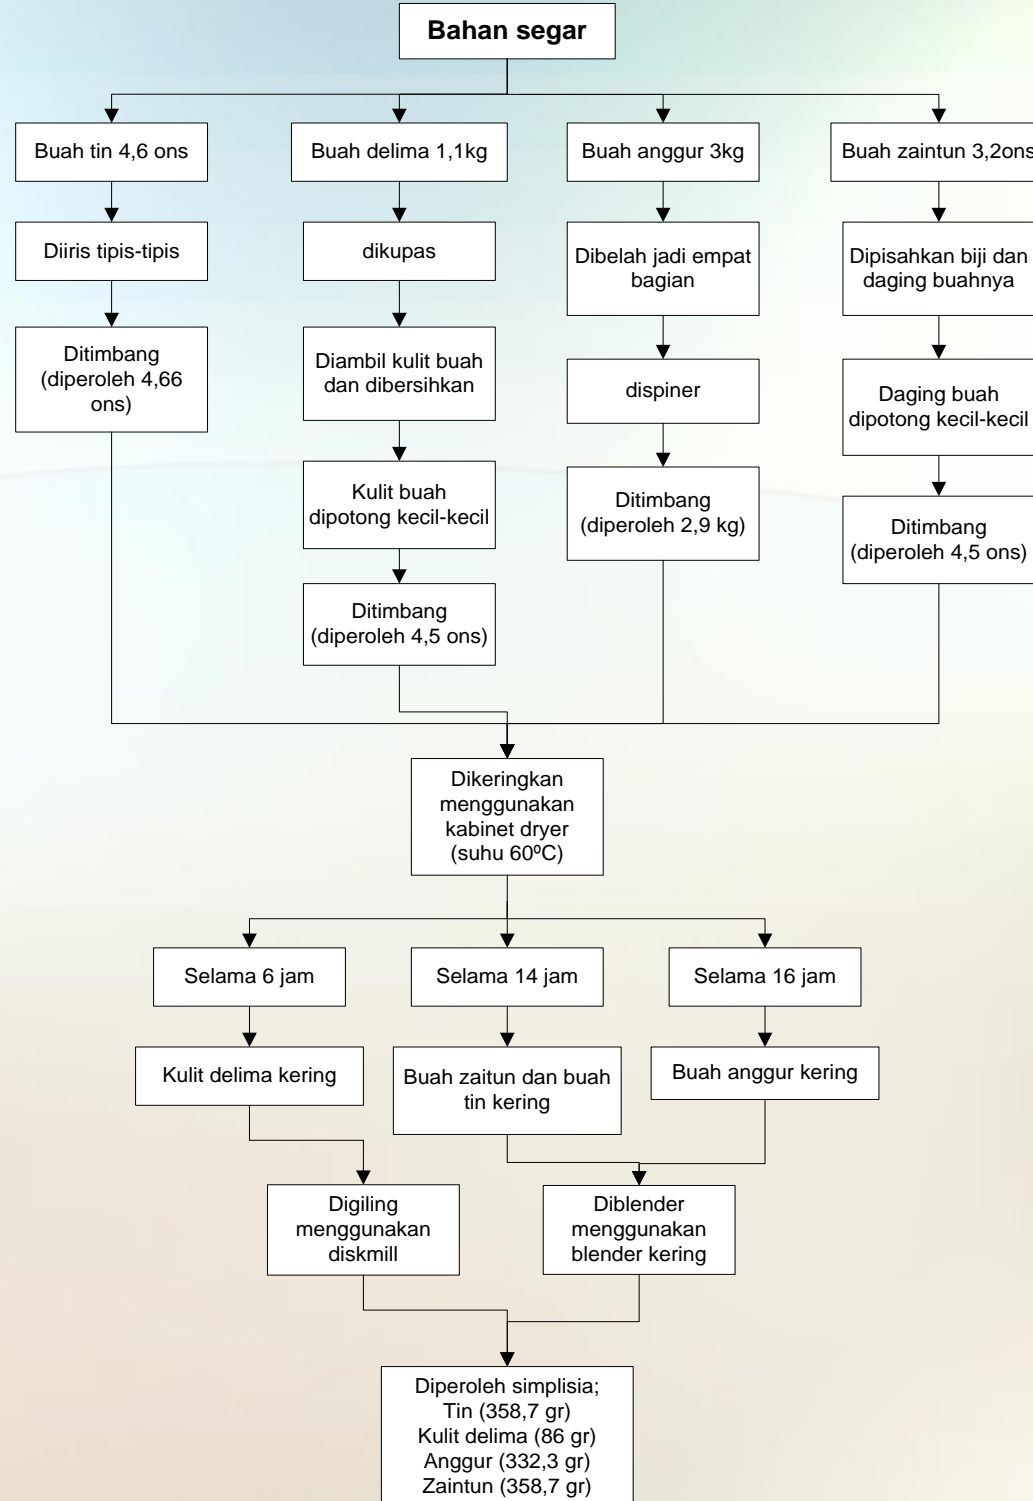 Bahan segar
Buah tin 4,6 ons
Buah delima 1,1kg
Buah anggur 3kg
Buah zaintun 3,2ons
Diiris tipis-tipis
dikupas
Dibelah jadi empat
bagian
Dipisahkan biji dan
daging buahnya
Ditimbang
(diperoleh 4,66
ons)
Diambil kulit buah
dan dibersihkan
dispiner
Daging buah
dipotong kecil-kecil
Kulit buah
dipotong kecil-kecil
Ditimbang
(diperoleh 2,9 kg)
Ditimbang
(diperoleh 4,5 ons)
Ditimbang
(diperoleh 4,5 ons)
Dikeringkan
menggunakan
kabinet dryer
(suhu 60ºC)
Selama 6 jam
Selama 14 jam
Selama 16 jam
Kulit delima kering
Buah zaitun dan buah
tin kering
Buah anggur kering
Digiling
menggunakan
diskmill
Diblender
menggunakan
blender kering
Diperoleh simplisia;
Tin (358,7 gr)
Kulit delima (86 gr)
Anggur (332,3 gr)
Zaintun (358,7 gr)